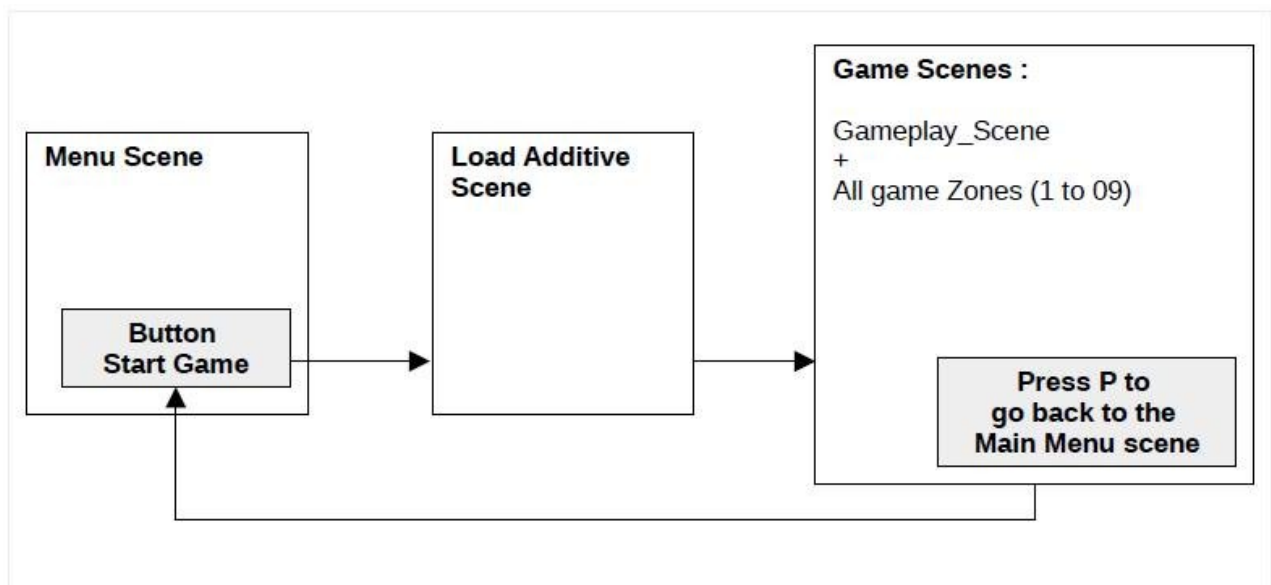 Menu Scene
Button
Start Game
Load Additive
Scene
Game Scenes :
Gameplay_Scene
+
All game Zones (1 to 09)
Press P to
go back to the
Main Menu scene